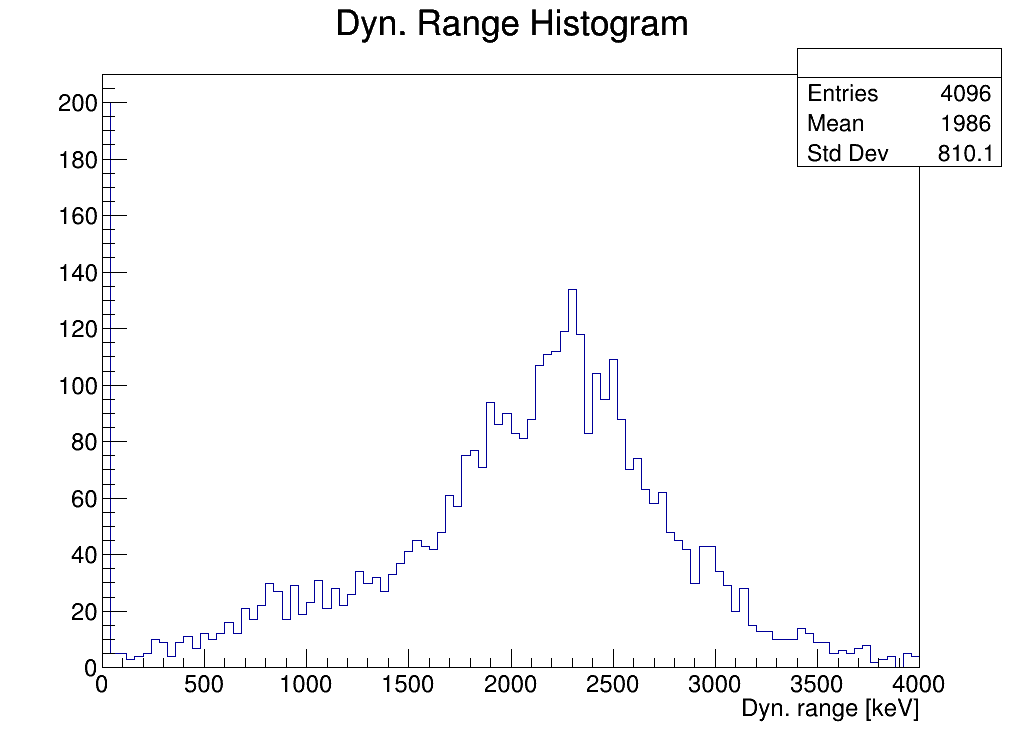 Dyn. Range Histogram
Entries 4096
Mean 1986
Std Dev 810.1
200
180
160
140
120
100
80
60
40
20
0
0 500 1000 1500 2000 2500 3000 3500 4000
Dyn. range [keV]